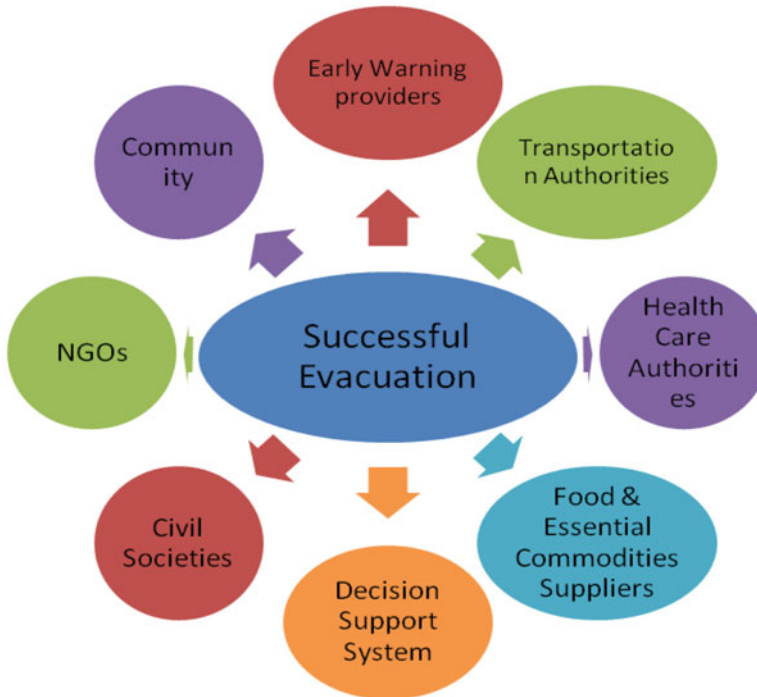 Early Warning
providers
Transportatio
n Authorities
Health
Care
Authoriti
es
Food &
Essential
Commodities
Suppliers
Decision
Support
System
Civil
Societies
NGOs
Commun
ity
Successful
Evacuation